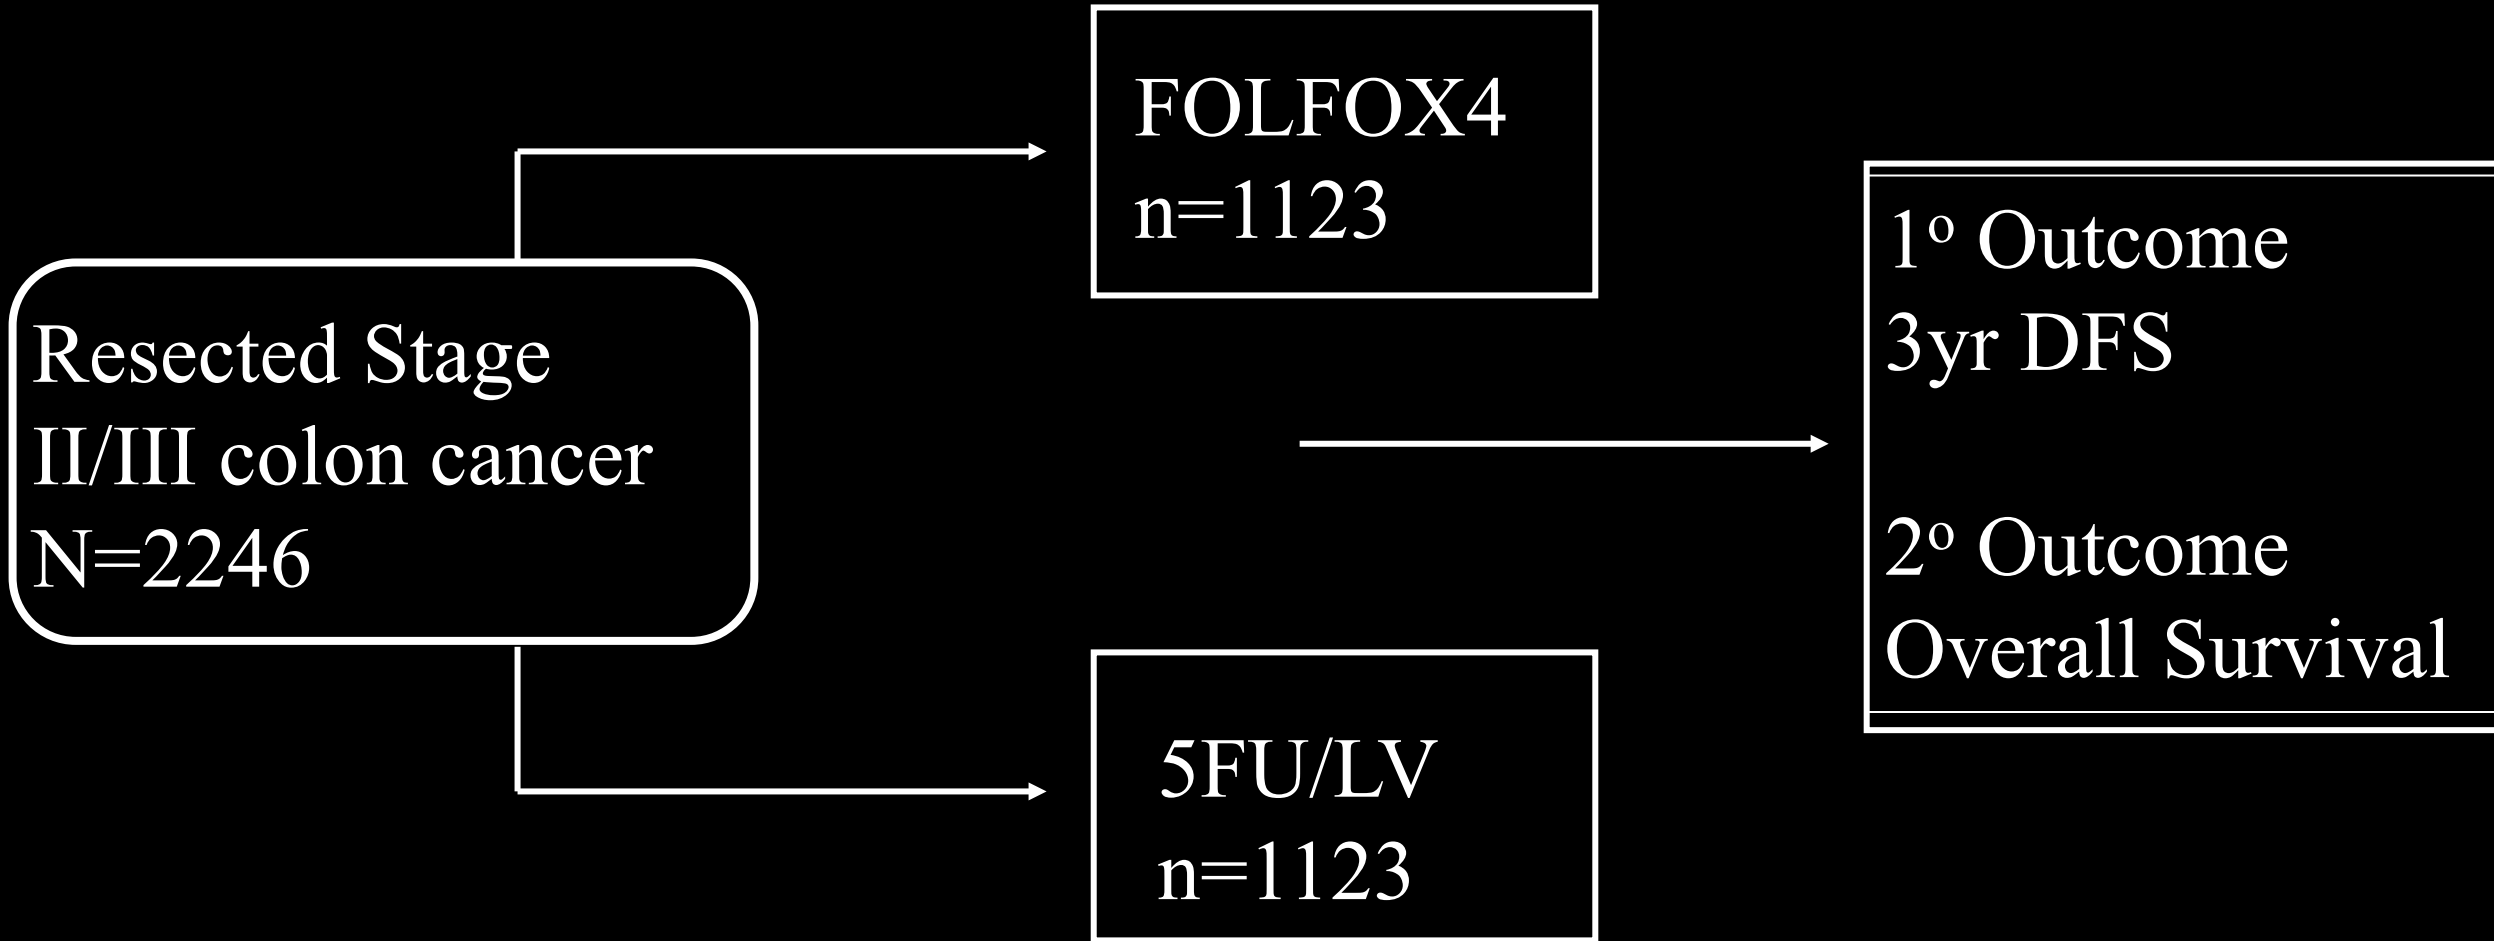 FOLFOX4
n=1123
Resected Stage
II/III colon cancer
N=2246
5FU/LV
n=1123
1º Outcome
3yr DFS
2º Outcome
Overall Survival